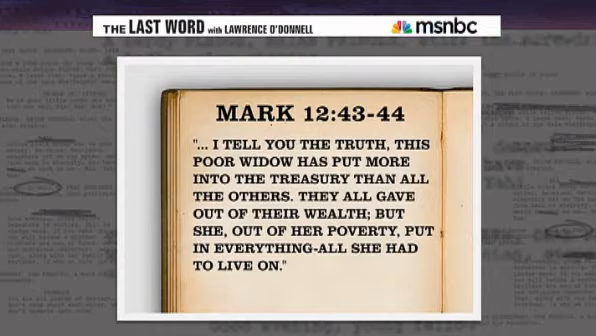 THE LAST WORD with LAWRENCE O'DONNELL
msnbc
MARK 12:43-44
"... I TELL YOU THE TRUTH, THIS
POOR WIDOW HAS PUT MORE
INTO THE TREASURY THAN ALL
THE OTHERS. THEY ALL GAVE
OUT OF THEIR WEALTH; BUT
SHE, OUT OF HER POVERTY, PUT
IN EVERYTHING-ALL SHE HAD
TO LIVE ON."